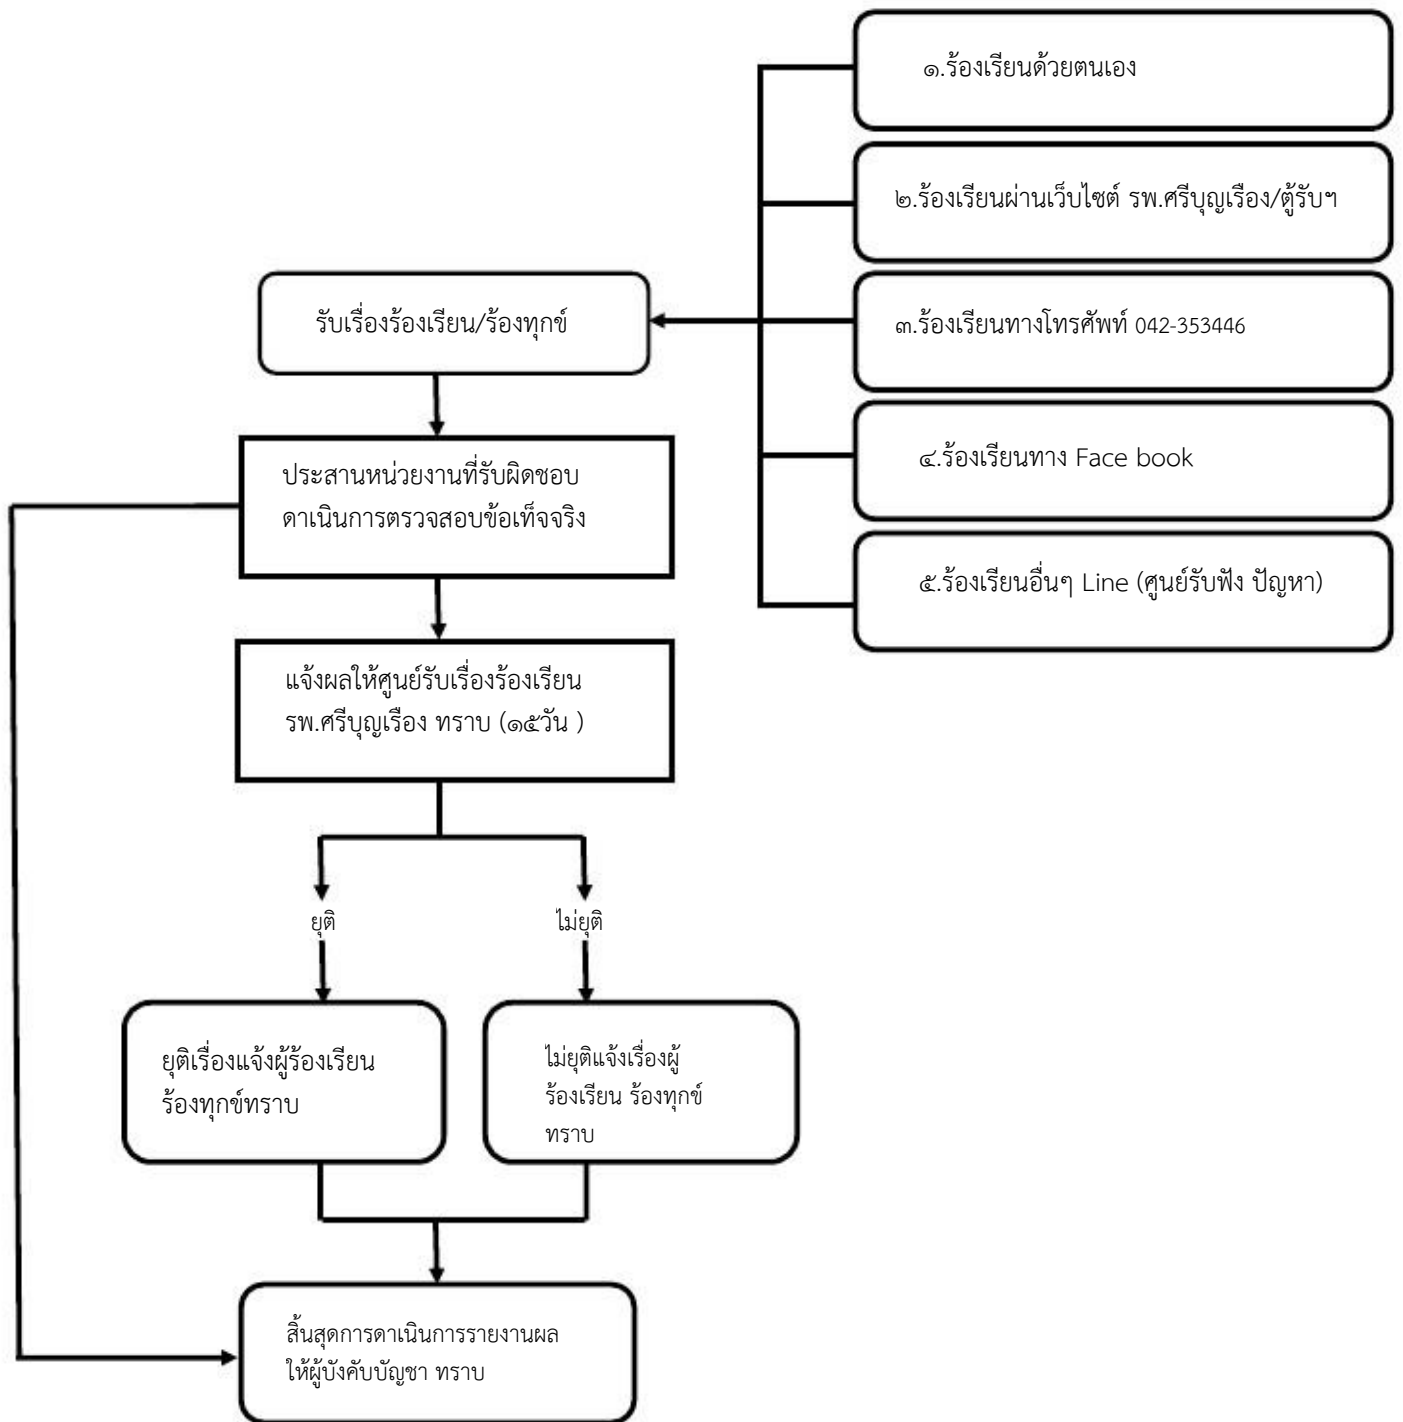 ๑.ร้องเรียนด้วยตนเอง
๒.ร้องเรียนผ่านเว็บไซต์ รพ.ศรีบุญเรือง/ตู้รับฯ
รับเรื่องร้องเรียน/ร้องทุกข์
๓.ร้องเรียนทางโทรศัพท์ 042-353446
๔.ร้องเรียนทาง Face book
๕.ร้องเรียนอื่นๆ Line (ศูนย์รับฟัง ปัญหา)
ประสานหน่วยงานที่รับผิดชอบ
ดาเนินการตรวจสอบข้อเท็จจริง
แจ้งผลให้ศูนย์รับเรื่องร้องเรียน
รพ.ศรีบุญเรือง ทราบ (๑๕วัน )
ยุติ
ไม่ยุติ
ยุติเรื่องแจ้งผู้ร้องเรียน
ร้องทุกข์ทราบ
ไม่ยุติแจ้งเรื่องผู้
ร้องเรียน ร้องทุกข์
ทราบ
สิ้นสุดการดาเนินการรายงานผล
ให้ผู้บังคับบัญชา ทราบ